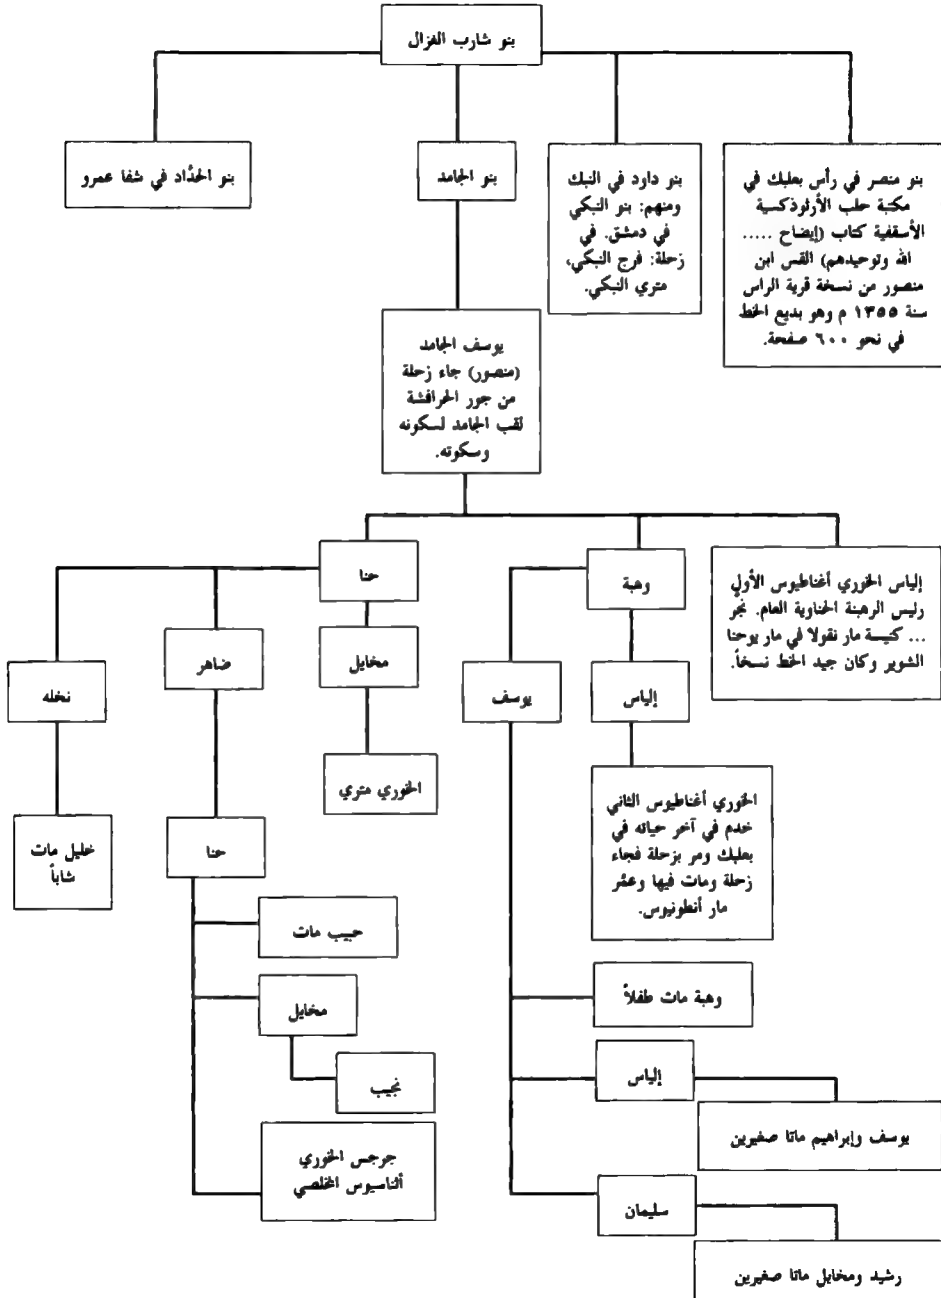 بنو شارب الغزال
بنو منصر في رأس بعلبك في
مكتبة حلب الأرثوذكسية
الأسقفية كتاب (إيضاح .....
الله وتوحيدهم) القس ابن
منصور من نسخة قرية الراس
سنة ١٣٥٥ م وهو بديع الخط
في نحو ٦٠٠ صفحة.
بنو داود في النبك
ومنهم: بنو النبكي
في دمشق. في
زحلة: فرج النبكي،
متري النبكي.
بنو الجامد
بنو الحدّاد في شفا عمرو
يوسف الجامد
(منصور) جاء زحلة
من جور الحرافشة
لقب الجامد لسكونه
وسكوته.
إلياس الخوري أغناطيوس الأول
رئيس الرهبنة الحناوية العام. نجّر
... كنيسة مار نقولا في مار يوحنا
الشوير وكان جيد الخط نسخاً.
وهبة
حنا
إلياس
يوسف
مخايل
ضاهر
نخله
الخوري أغناطيوس الثاني
خدم في آخر حياته في
بعلبك ومر بزحلة فجاء
زحلة ومات فيها وعمّر
مار أنطونيوس.
الخوري متري
حنا
خليل مات
شاباً
حبيب مات
وهبة مات طفلاً
مخايل
إلياس
نجيب
يوسف وإبراهيم ماتا صغيرين
جرجس الخوري
أثناسيوس المخلصي
سليمان
رشيد ومخايل ماتا صغيرين